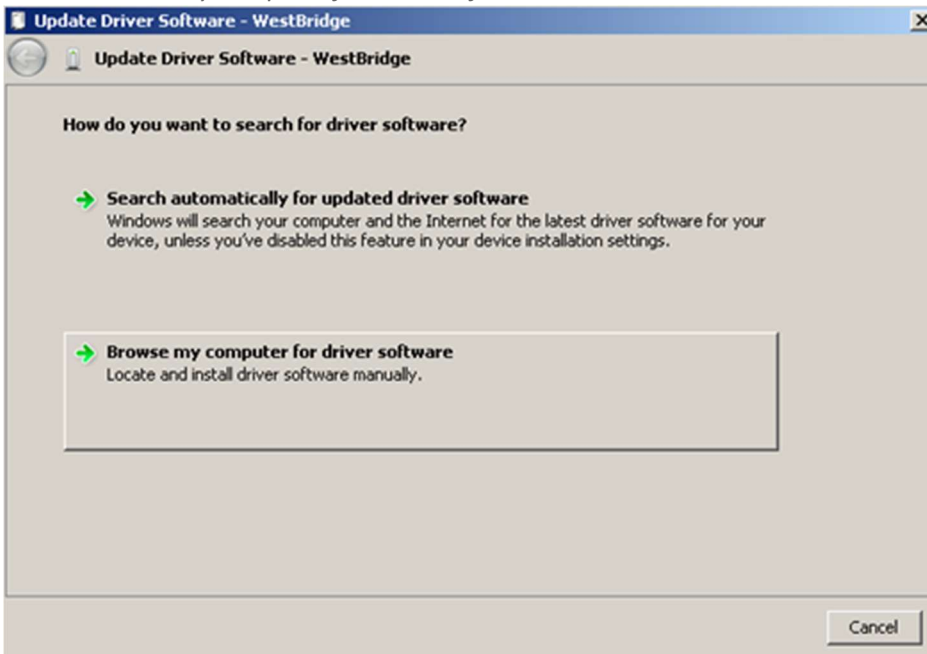 Update Driver Software - WestBridge
Update Driver Software - WestBridge
How do you want to search for driver software?
Search automatically for updated driver software
Windows will search your computer and the Internet for the latest driver software for your
device, unless you've disabled this feature in your device installation settings.
Browse my computer for driver software
Locate and install driver software manually.
Cancel